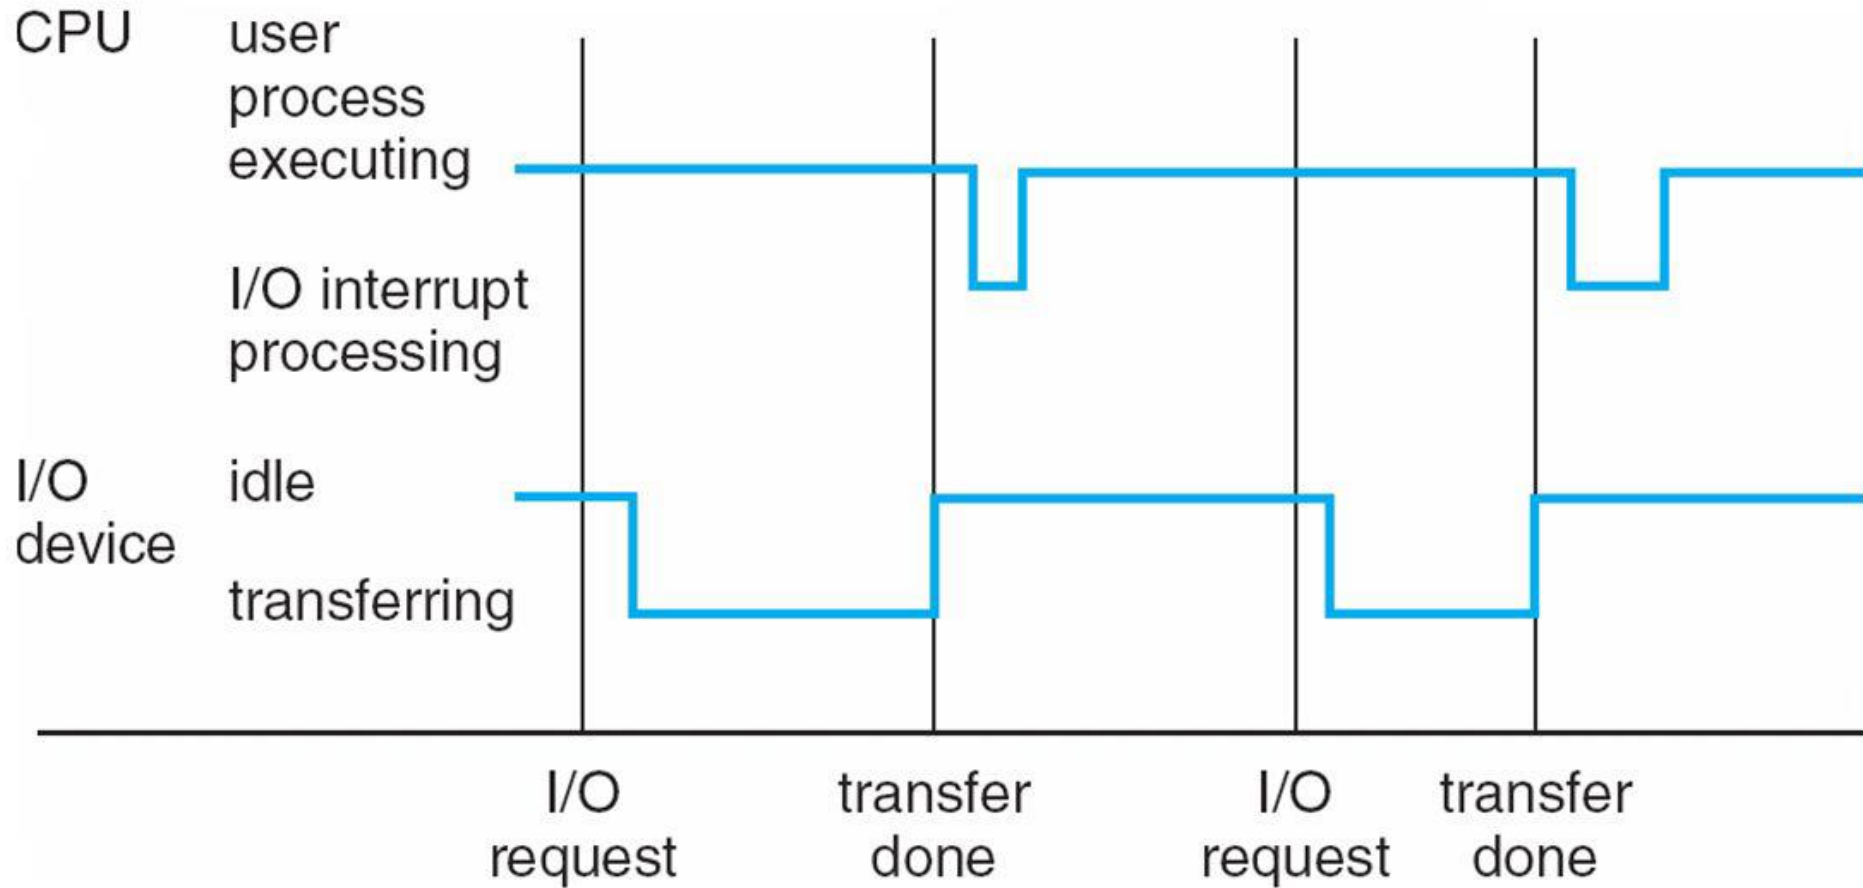 CPU user
process
executing
I/O interrupt
processing
I/O idle
device
transferring
I/O transfer I/O transfer
request done request done